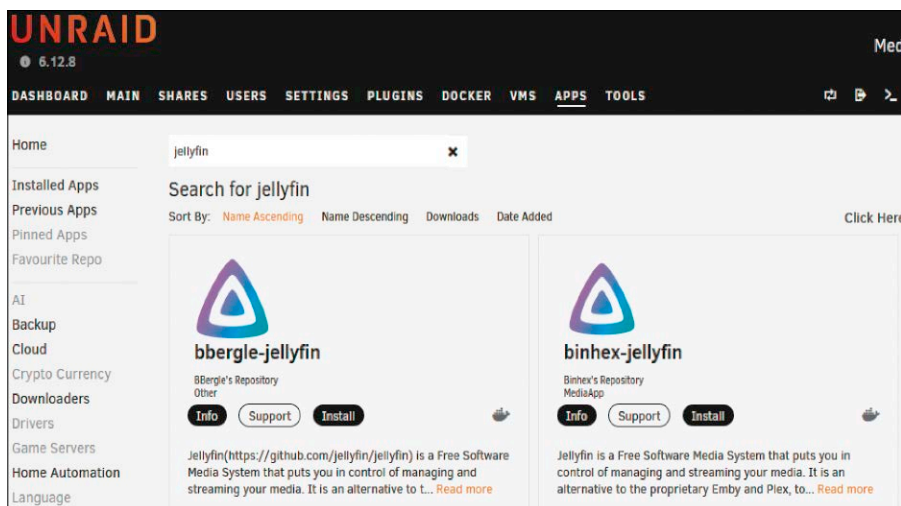 UNRAID
6.12.8
Med
DASHBOARD MAIN SHARES USERS SETTINGS PLUGINS DOCKER VMS APPS TOOLS
Home
Installed Apps
Previous Apps
Pinned Apps
Favourite Repo
AI
Backup
Cloud
Crypto Currency
Downloaders
Drivers
Game Servers
Home Automation
Language
jellyfin
Search for jellyfin
Sort By: Name Ascending Name Descending Downloads Date Added
Click Here
bbergle-jellyfin
BBergle's Repository
Other
Info Support Install
Jellyfin(https://github.com/jellyfin/jellyfin) is a Free Software
Media System that puts you in control of managing and
streaming your media. It is an alternative to t... Read more
binhex-jellyfin
Binhex's Repository
MediaApp
Info Support Install
Jellyfin is a Free Software Media System that puts you in
control of managing and streaming your media. It is an
alternative to the proprietary Emby and Plex, to... Read more